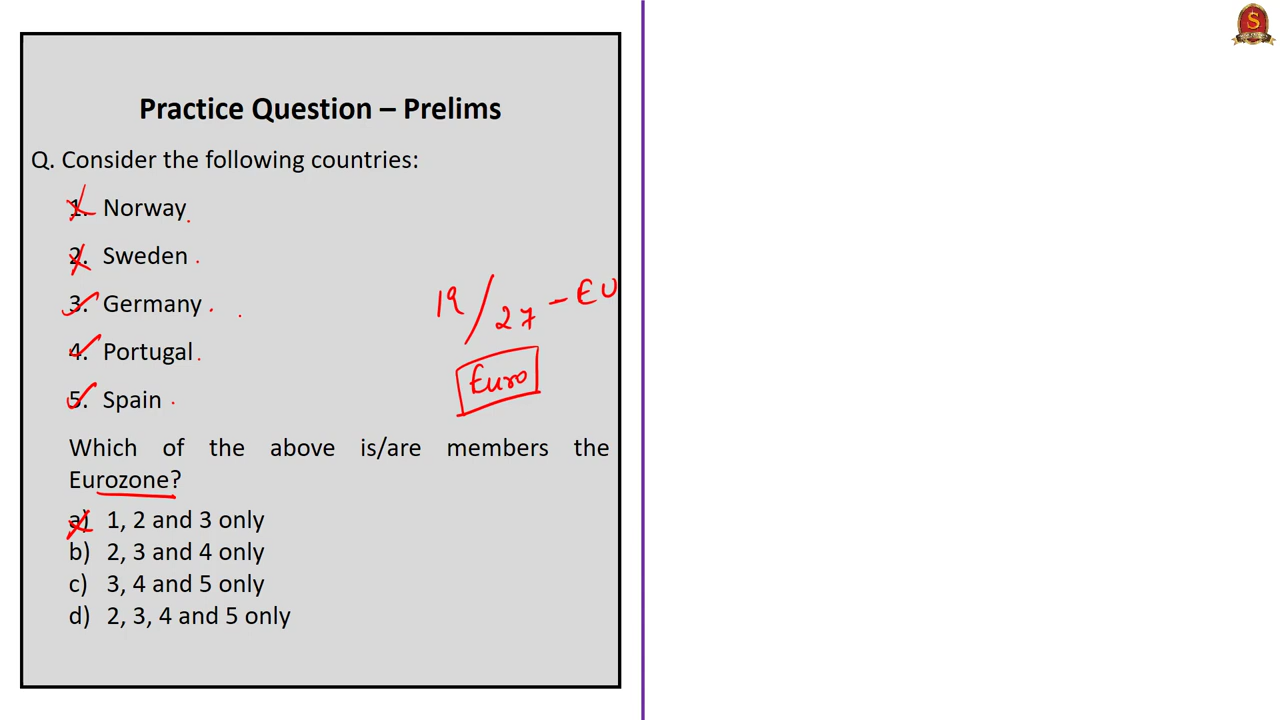 Practice Question – Prelims
Q. Consider the following countries:
1. Norway
2. Sweden
3. Germany
4. Portugal
5. Spain
19/27 – EU
Euro
Which of the above is/are members the
Eurozone?
a) 1, 2 and 3 only
b) 2, 3 and 4 only
c) 3, 4 and 5 only
d) 2, 3, 4 and 5 only
S